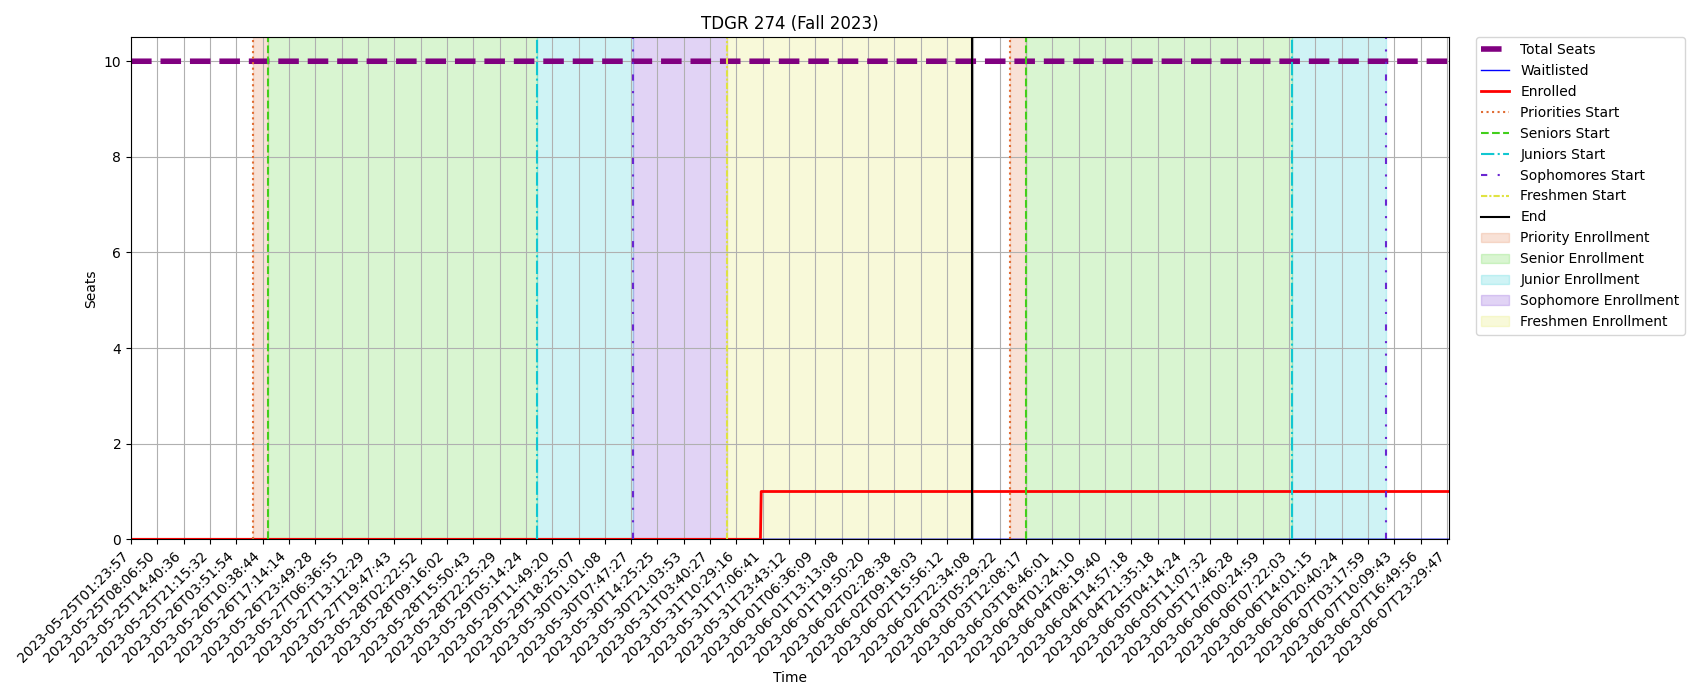 TDGR 274 (Fall 2023)
10
8
6
4
2
0
Seats
2023-05-25T01:23:57
2023-05-25T08:06:50
2023-05-25T14:40:36
2023-05-25T21:15:32
2023-05-26T03:51:54
2023-05-26T10:38:44
2023-05-26T17:14:14
2023-05-26T23:49:28
2023-05-27T06:36:55
2023-05-27T13:12:29
2023-05-27T19:47:43
2023-05-28T02:22:52
2023-05-28T09:16:02
2023-05-28T15:50:43
2023-05-28T22:25:29
2023-05-29T05:14:24
2023-05-29T11:49:20
2023-05-29T18:25:07
2023-05-30T01:01:08
2023-05-30T07:47:27
2023-05-30T14:25:25
2023-05-30T21:03:53
2023-05-31T03:40:27
2023-05-31T10:29:16
2023-05-31T17:06:41
2023-05-31T23:43:12
2023-06-01T06:36:09
2023-06-01T13:13:08
2023-06-01T19:50:20
2023-06-02T02:28:38
2023-06-02T09:18:03
2023-06-02T15:56:12
2023-06-02T22:34:08
2023-06-03T05:29:22
2023-06-03T12:08:17
2023-06-03T18:46:01
2023-06-04T01:24:10
2023-06-04T08:19:40
2023-06-04T14:57:18
2023-06-04T21:35:18
2023-06-05T04:14:24
2023-06-05T11:07:32
2023-06-05T17:46:28
2023-06-06T00:24:59
2023-06-06T07:22:03
2023-06-06T14:01:15
2023-06-06T20:40:24
2023-06-07T03:17:59
2023-06-07T10:09:43
2023-06-07T16:49:56
2023-06-07T23:29:47
Time
Total Seats
Waitlisted
Enrolled
Priorities Start
Seniors Start
Juniors Start
Sophomores Start
Freshmen Start
End
Priority Enrollment
Senior Enrollment
Junior Enrollment
Sophomore Enrollment
Freshmen Enrollment